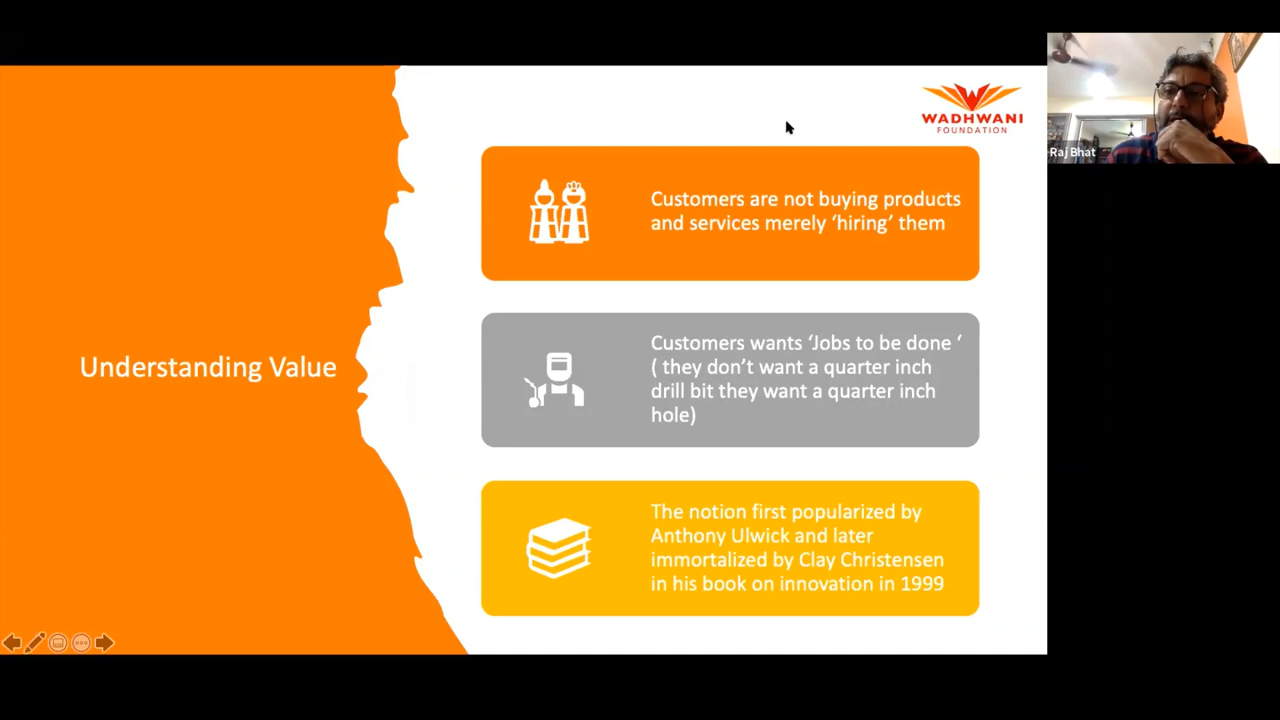 WADHWANI
FOUNDATION
Raj Bhat
Understanding Value
Customers are not buying products
and services merely ‘hiring’ them
Customers wants ‘Jobs to be done ‘
( they don’t want a quarter inch
drill bit they want a quarter inch
hole)
The notion first popularized by
Anthony Ulwick and later
immortalized by Clay Christensen
in his book on innovation in 1999